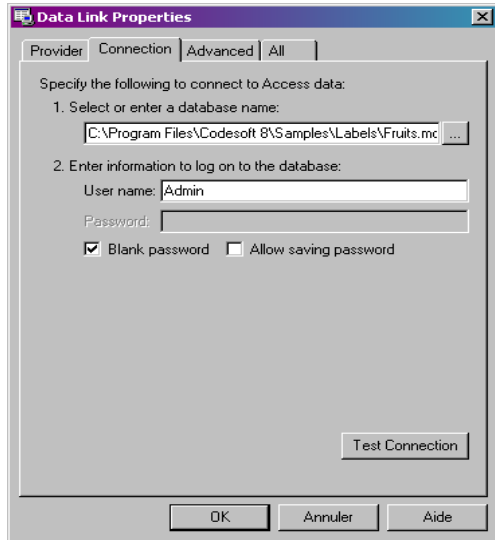 Data Link Properties
Provider Connection Advanced All
Specify the following to connect to Access data:
1. Select or enter a database name:
C:\Program Files\Codesoft 8\Samples\Labels\Fruits.mc ...
2. Enter information to log on to the database:
User name: Admin
Password:
Blank password Allow saving password
Test Connection
OK Annuler Aide